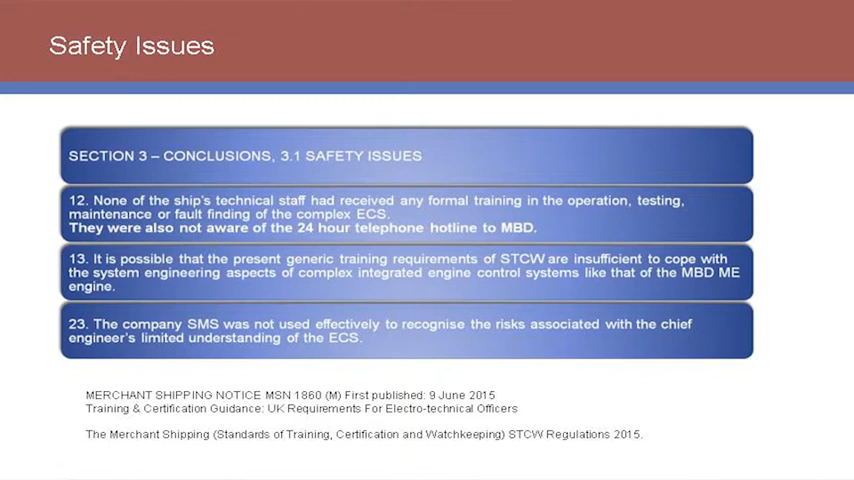 Safety Issues
SECTION 3 – CONCLUSIONS, 3.1 SAFETY ISSUES
12. None of the ship's technical staff had received any formal training in the operation, testing,
maintenance or fault finding of the complex ECS.
They were also not aware of the 24 hour telephone hotline to MBD.
13. It is possible that the present generic training requirements of STCW are insufficient to cope with
the system engineering aspects of complex integrated engine control systems like that of the MBD ME
engine.
23. The company SMS was not used effectively to recognise the risks associated with the chief
engineer's limited understanding of the ECS.
MERCHANT SHIPPING NOTICE MSN 1860 (M) First published: 9 June 2015
Training & Certification Guidance: UK Requirements For Electro-technical Officers
The Merchant Shipping (Standards of Training, Certification and Watchkeeping) STCW Regulations 2015.